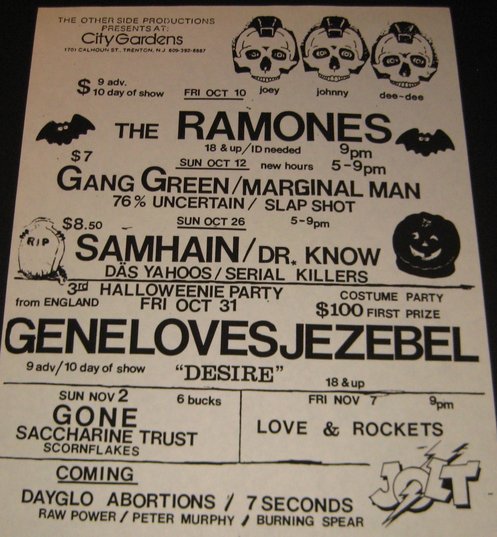 THE OTHER SIDE PRODUCTIONS
PRESENTS AT:
City Gardens
1701 CALHOUN ST., TRENTON, N.J. 609-392-8887
joey johnny dee-dee
$ 9 adv.
10 day of show FRI OCT 10
THE RAMONES
18 & up/ID needed 9pm
$7 SUN OCT 12 new hours 5-9pm
GANG GREEN/MARGINAL MAN
76% UNCERTAIN/ SLAP SHOT
$8.50 SUN OCT 26 5-9pm
RIP
SAMHAIN/DR. KNOW
DÄS YAHOOS/SERIAL KILLERS
3rd HALLOWEENIE PARTY
from ENGLAND FRI OCT 31
COSTUME PARTY
$100 FIRST PRIZE
GENELOVESJEZEBEL
9 adv/10 day of show "DESIRE" 18 & up
SUN NOV 2 6 bucks
GONE
SACCHARINE TRUST
SCORNFLAKES
FRI NOV 7 9pm
LOVE & ROCKETS
COMING
DAYGLO ABORTIONS / 7 SECONDS
RAW POWER / PETER MURPHY / BURNING SPEAR
JOLT